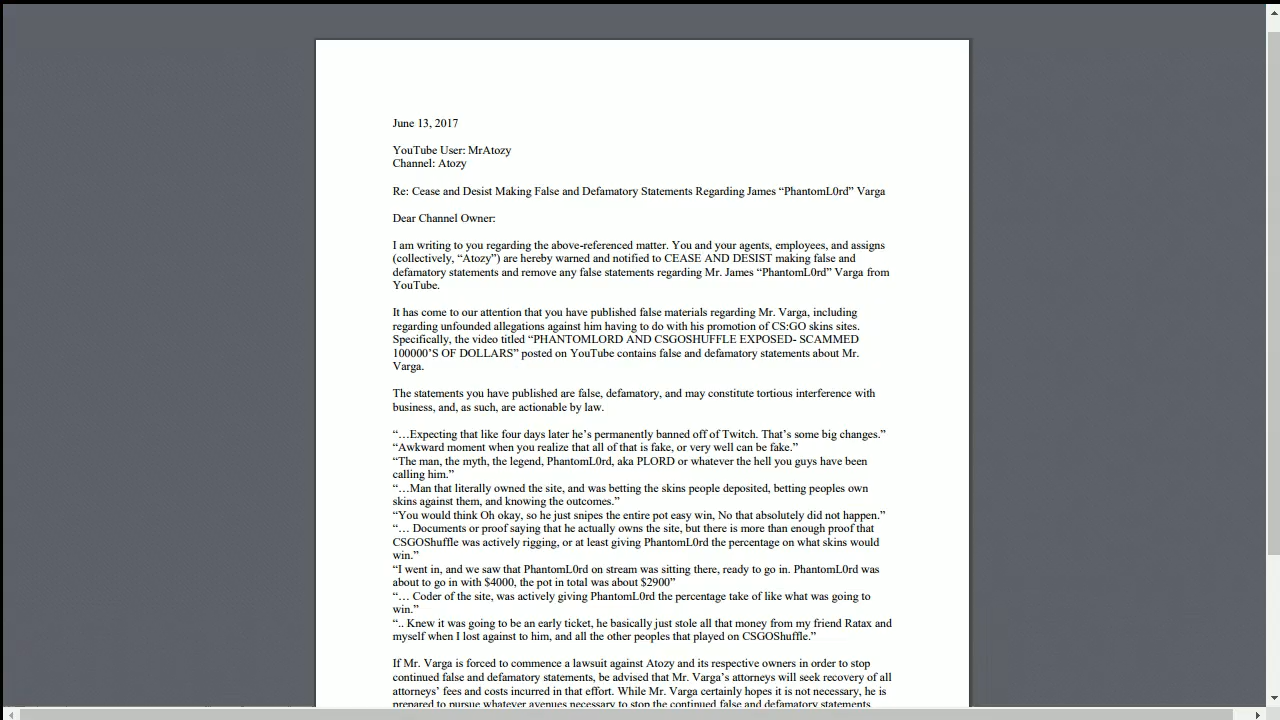 June 13, 2017
YouTube User: MrAtozy
Channel: Atozy
Re: Cease and Desist Making False and Defamatory Statements Regarding James “PhantomL0rd” Varga
Dear Channel Owner:
I am writing to you regarding the above-referenced matter. You and your agents, employees, and assigns
(collectively, “Atozy”) are hereby warned and notified to CEASE AND DESIST making false and
defamatory statements and remove any false statements regarding Mr. James “PhantomL0rd” Varga from
YouTube.
It has come to our attention that you have published false materials regarding Mr. Varga, including
regarding unfounded allegations against him having to do with his promotion of CS:GO skins sites.
Specifically, the video titled “PHANTOMLORD AND CSGOSHUFFLE EXPOSED- SCAMMED
100000’S OF DOLLARS” posted on YouTube contains false and defamatory statements about Mr.
Varga.
The statements you have published are false, defamatory, and may constitute tortious interference with
business, and, as such, are actionable by law.
“…Expecting that like four days later he’s permanently banned off of Twitch. That’s some big changes.”
“Awkward moment when you realize that all of that is fake, or very well can be fake.”
“The man, the myth, the legend, PhantomL0rd, aka PLORD or whatever the hell you guys have been
calling him.”
“…Man that literally owned the site, and was betting the skins people deposited, betting peoples own
skins against them, and knowing the outcomes.”
“You would think Oh okay, so he just snipes the entire pot easy win, No that absolutely did not happen.”
“… Documents or proof saying that he actually owns the site, but there is more than enough proof that
CSGOShuffle was actively rigging, or at least giving PhantomL0rd the percentage on what skins would
win.”
“I went in, and we saw that PhantomL0rd on stream was sitting there, ready to go in. PhantomL0rd was
about to go in with $4000, the pot in total was about $2900”
“… Coder of the site, was actively giving PhantomL0rd the percentage take of like what was going to
win.”
“.. Knew it was going to be an early ticket, he basically just stole all that money from my friend Ratax and
myself when I lost against to him, and all the other peoples that played on CSGOShuffle.”
If Mr. Varga is forced to commence a lawsuit against Atozy and its respective owners in order to stop
continued false and defamatory statements, be advised that Mr. Varga’s attorneys will seek recovery of all
attorneys’ fees and costs incurred in that effort. While Mr. Varga certainly hopes it is not necessary, he is
prepared to pursue whatever avenues necessary to stop the continued false and defamatory statements